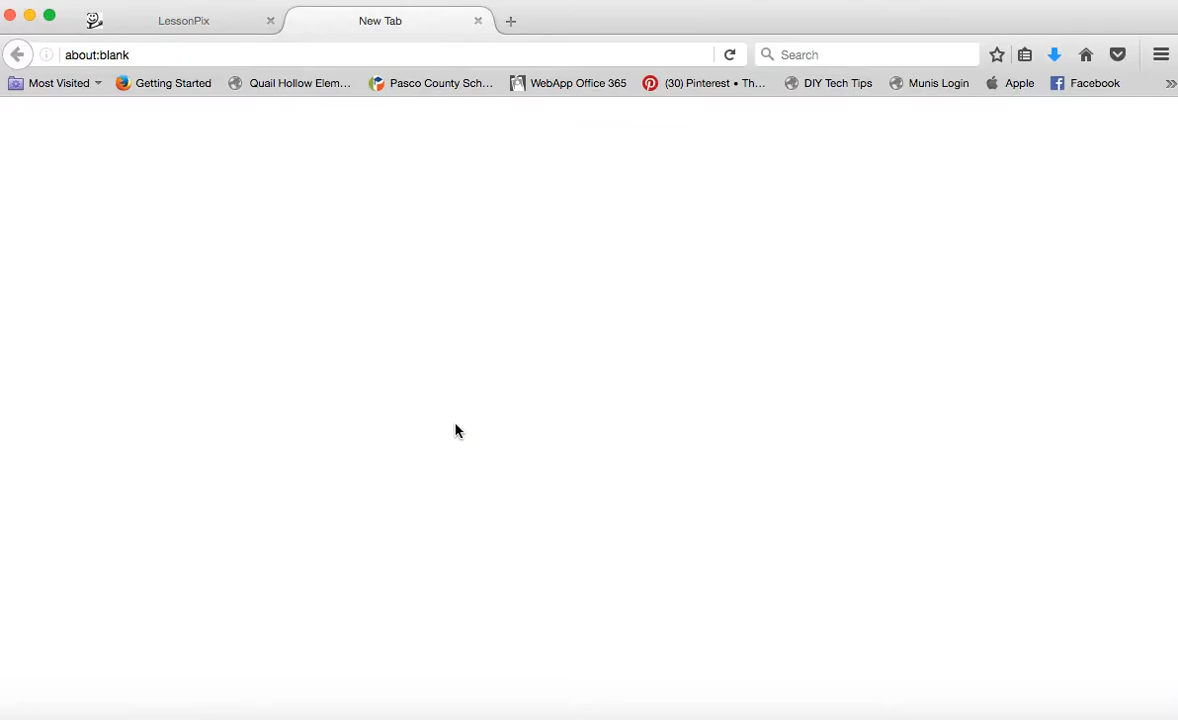 LessonPix
New Tab
about:blank
Search
Most Visited
Getting Started
Quail Hollow Elem...
Pasco County Sch...
WebApp Office 365
(30) Pinterest • Th...
DIY Tech Tips
Munis Login
Apple
Facebook